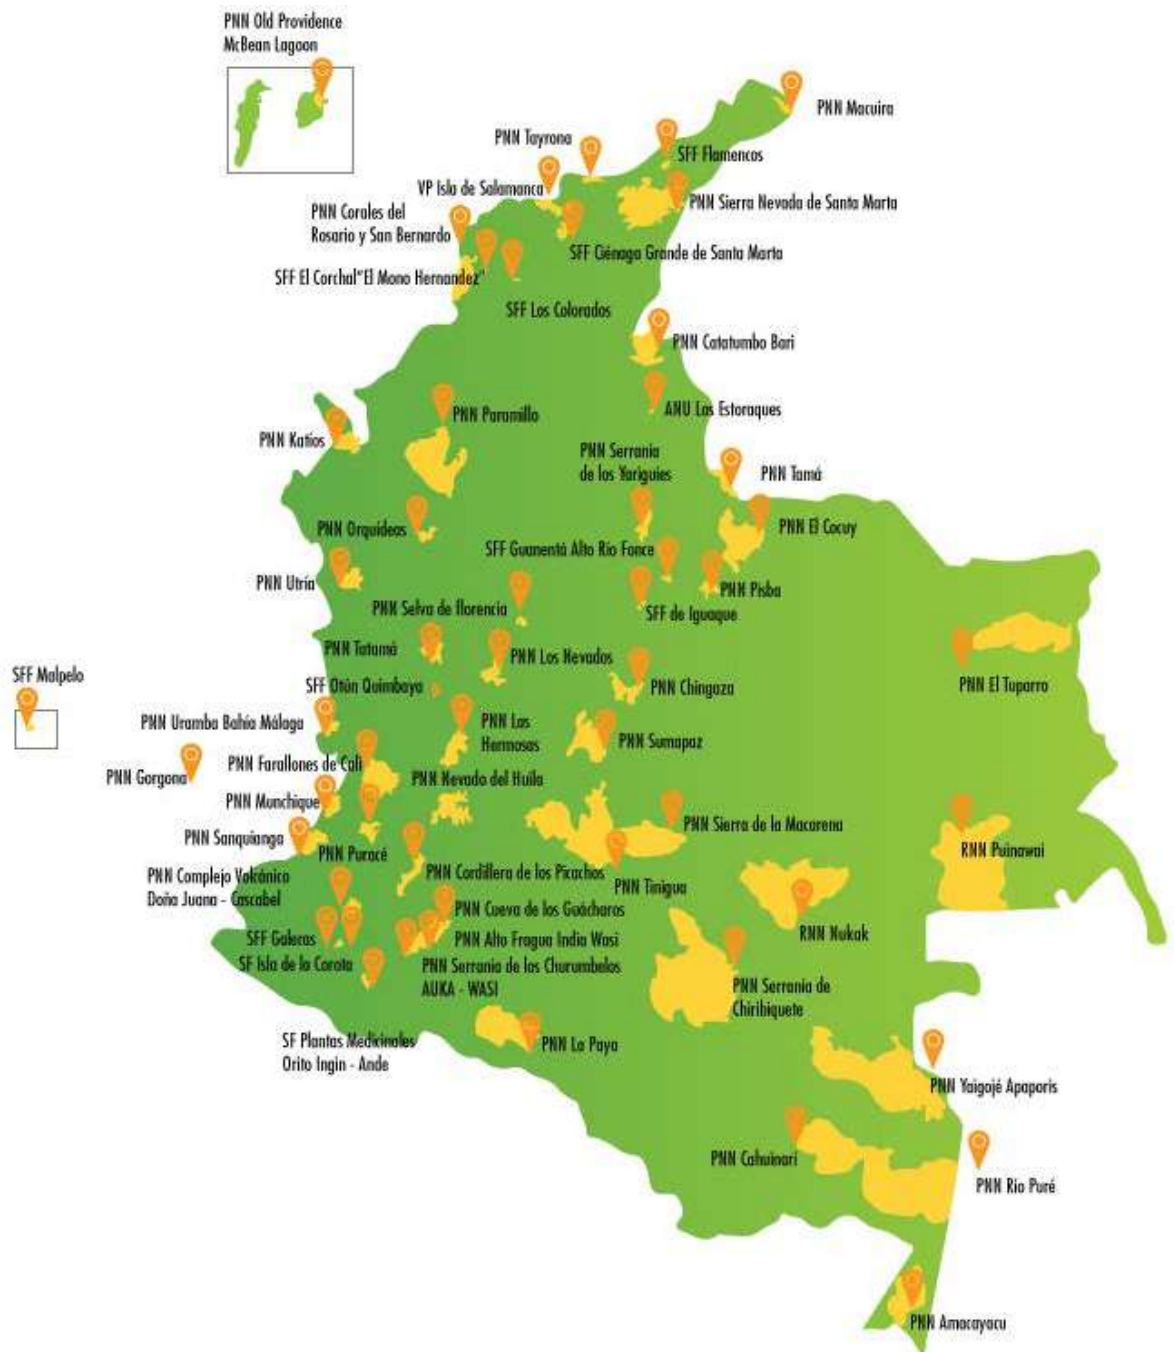 PNN Old Providence
McBean Lagoon
PNN Macuira
PNN Tayrona
SFF Flamencos
VP Isla de Salamanca
PNN Sierra Nevada de Santa Marta
PNN Corales del
Rosario y San Bernardo
SFF Ciénaga Grande de Santa Marta
SFF El Corchal"El Mono Hernandez"
SFF Los Colorados
PNN Catatumbo Bari
ANU Los Estoraques
PNN Paramillo
PNN Katios
PNN Serrania
de los Yariguies
PNN Tamá
PNN Orquídeas
PNN El Cocuy
SFF Guanentá Alto Rio Fonce
PNN Utría
PNN Pisba
PNN Selva de florencia
SFF de Iguaque
PNN Tatamá
PNN Los Nevados
SFF Malpelo
SFF Otún Quimbaya
PNN Chingaza
PNN El Tuparro
PNN Uramba Bahía Málaga
PNN Las
Hermosas
PNN Sumapaz
PNN Farallones de Cali
PNN Gorgona
PNN Nevado del Huila
PNN Munchique
PNN Sierra de la Macarena
PNN Sanquianga
PNN Puracé
RNN Puinawai
PNN Complejo Volcánico
Doña Juana - Cascabel
PNN Cordillera de los Picachos
PNN Tinigua
PNN Cueva de los Guácharos
SFF Galeras
PNN Alto Fragua India Wasi
RNN Nukak
SF Isla de la Corota
PNN Serrania de los Churumbelos
AUKA - WASI
PNN Serrania de
Chiribiquete
SF Plantas Medicinales
Orito Ingin - Ande
PNN La Paya
PNN Yaigojé Apaporis
PNN Cahuinarí
PNN Rio Puré
PNN Amacayacu